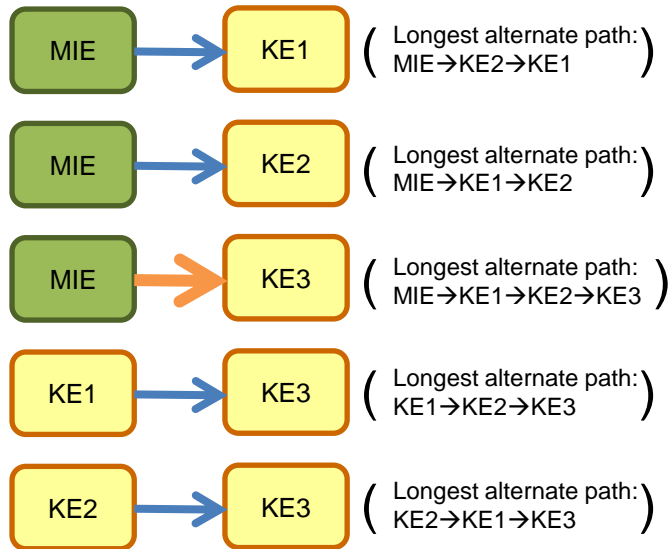 MIE KE1 ( Longest alternate path: )
MIE→KE2→KE1
MIE KE2 ( Longest alternate path: )
MIE→KE1→KE2
MIE KE3 ( Longest alternate path: )
MIE→KE1→KE2→KE3
KE1 KE3 ( Longest alternate path: )
KE1→KE2→KE3
KE2 KE3 ( Longest alternate path: )
KE2→KE1→KE3